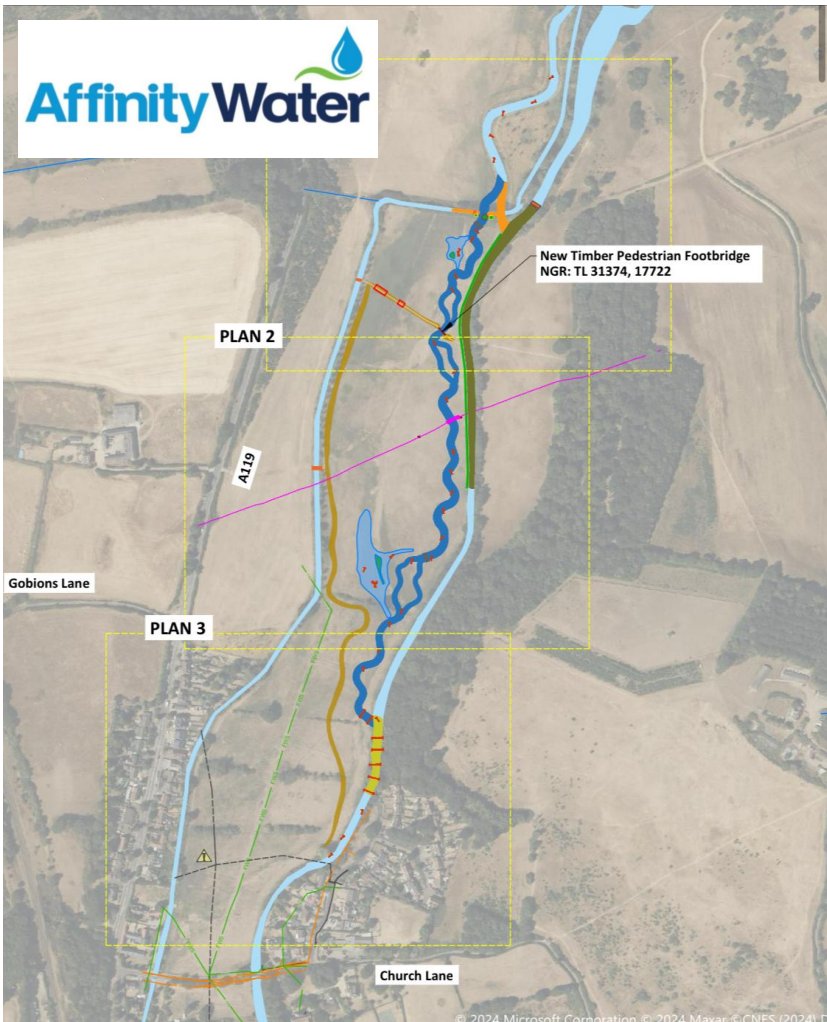 AffinityWater
New Timber Pedestrian Footbridge
NGR: TL 31374, 17722
PLAN 2
A119
Gobions Lane
PLAN 3
Church Lane
© 2024 Microsoft Corporation © 2024 Maxar ©CNES (2024) D